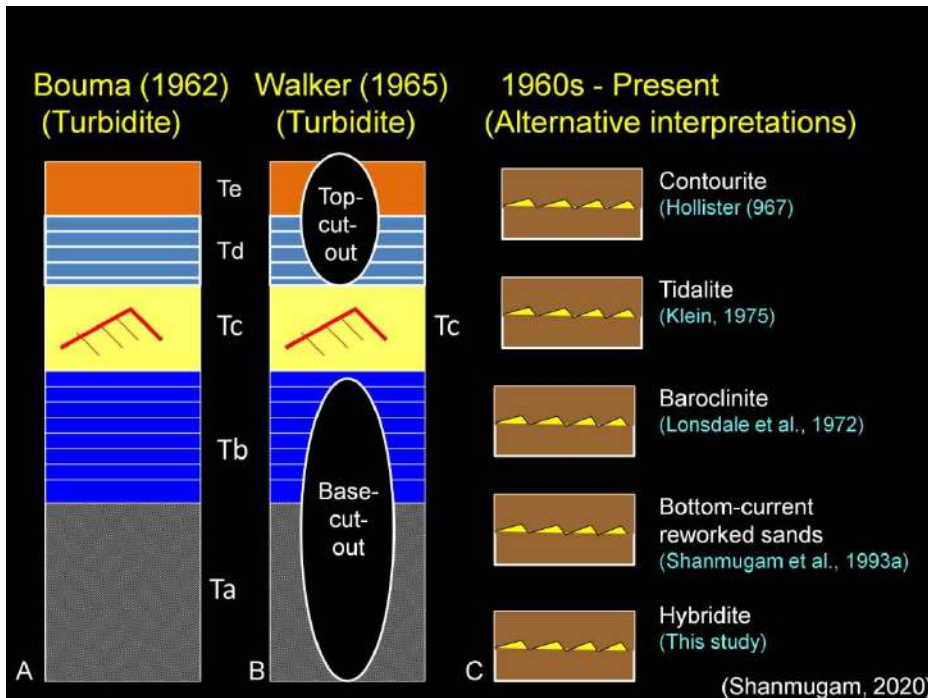 Bouma (1962)
(Turbidite)
Walker (1965)
(Turbidite)
1960s - Present
(Alternative interpretations)
Te
Td
Tc
Tb
Ta
A
Top-
cut-
out
Tc
Base-
cut-
out
B
Contourite
(Hollister (967)
Tidalite
(Klein, 1975)
Baroclinite
(Lonsdale et al., 1972)
Bottom-current
reworked sands
(Shanmugam et al., 1993a)
Hybridite
(This study)
C
(Shanmugam, 2020)